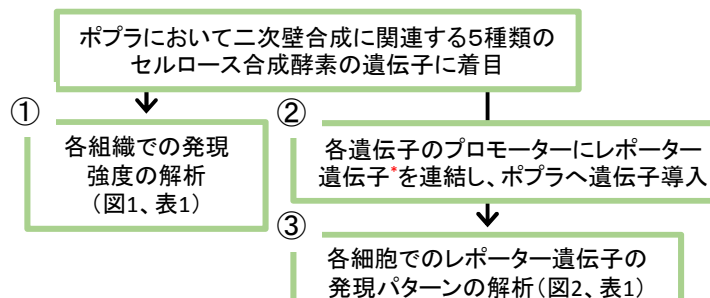 ポプラにおいて二次壁合成に関連する5種類の
セルロース合成酵素の遺伝子に着目
①
各組織での発現
強度の解析
(図1、表1)
②
各遺伝子のプロモーターにレポーター
遺伝子*を連結し、ポプラへ遺伝子導入
③
各細胞でのレポーター遺伝子の
発現パターンの解析(図2、表1)